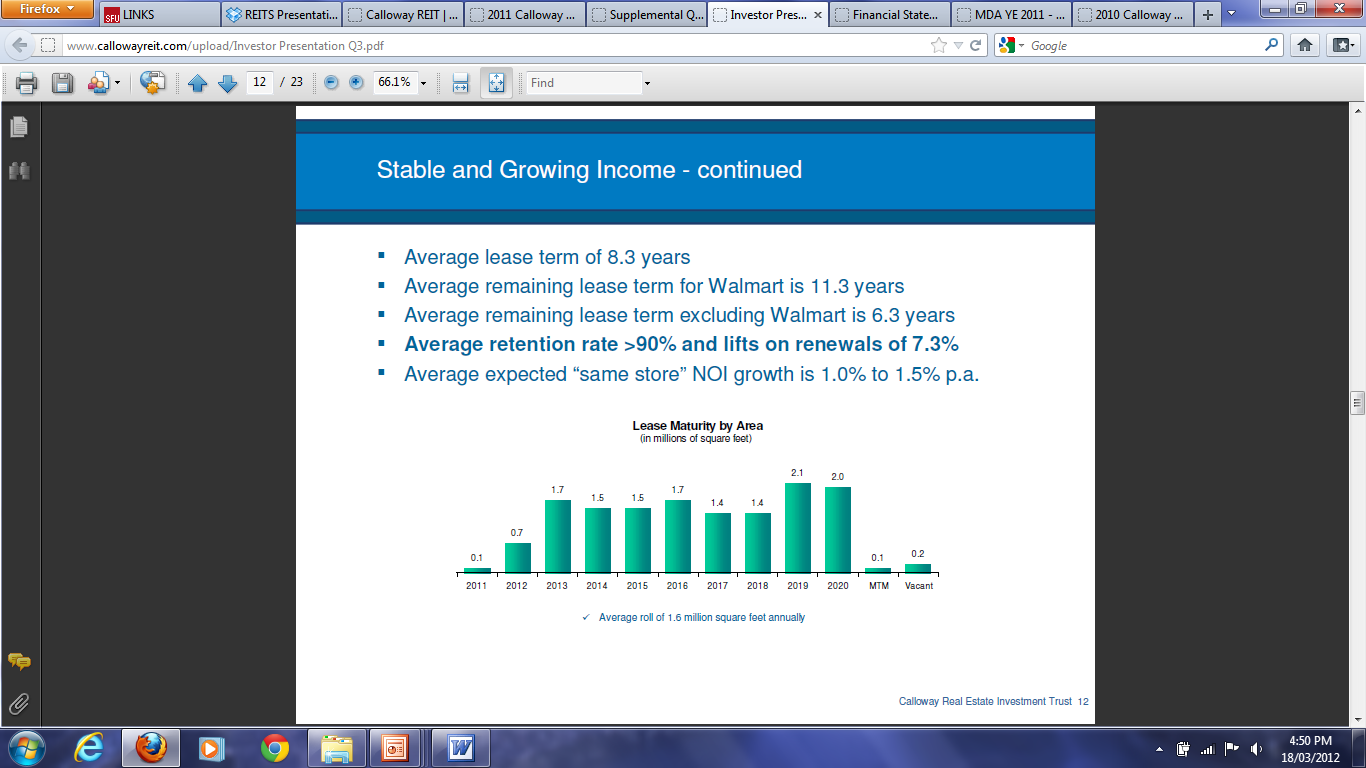 Firefox
LINKS
REITS Presentati...
Calloway REIT | ...
2011 Calloway ...
Supplemental Q...
Investor Pres...
Financial State...
MDA YE 2011 - ...
2010 Calloway ...
www.callowayreit.com/upload/Investor Presentation Q3.pdf
Google
12 / 23
66.1%
Find
Stable and Growing Income - continued
Average lease term of 8.3 years
Average remaining lease term for Walmart is 11.3 years
Average remaining lease term excluding Walmart is 6.3 years
Average retention rate >90% and lifts on renewals of 7.3%
Average expected “same store” NOI growth is 1.0% to 1.5% p.a.
Lease Maturity by Area
(in millions of square feet)
0.1 0.7 1.7 1.5 1.5 1.7 1.4 1.4 2.1 2.0 0.1 0.2
2011 2012 2013 2014 2015 2016 2017 2018 2019 2020 MTM Vacant
✓ Average roll of 1.6 million square feet annually
Calloway Real Estate Investment Trust 12
4:50 PM
18/03/2012